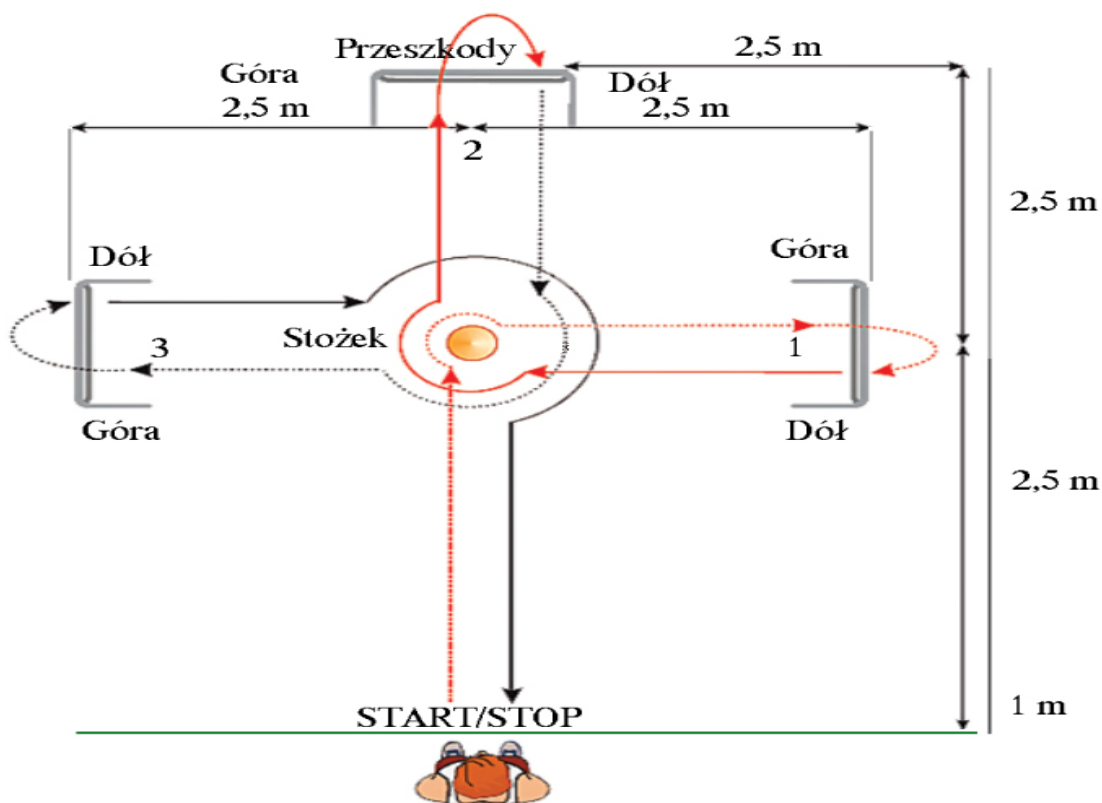 Przeszkody
2,5 m
Góra
Dół
2,5 m
2,5 m
2
2,5 m
Dół
Góra
Stożek
3
1
Góra
Dół
2,5 m
START/STOP
1 m